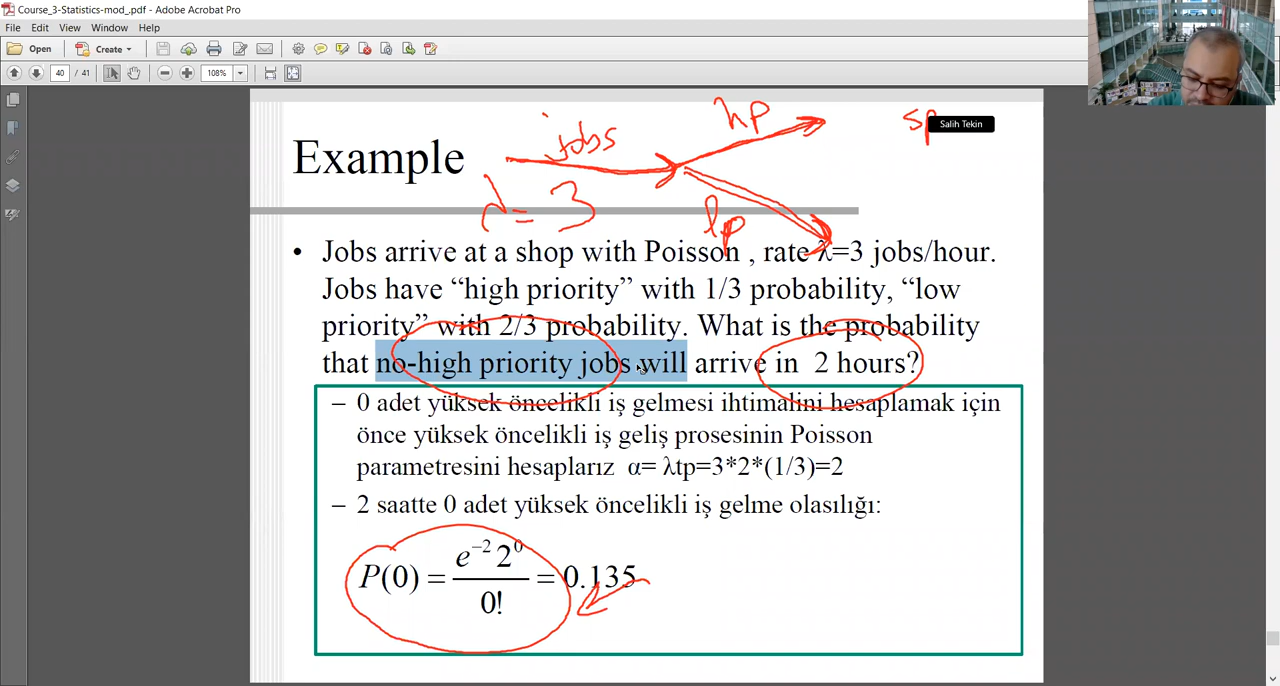 Course_3-Statistics-mod_.pdf - Adobe Acrobat Pro
File Edit View Window Help
Open Create
40 / 41 108%
Salih Tekin
jobs
hp
sp
λ = 3
lp
Example
• Jobs arrive at a shop with Poisson , rate λ=3 jobs/hour.
Jobs have “high priority” with 1/3 probability, “low
priority” with 2/3 probability. What is the probability
that no-high priority jobs will arrive in 2 hours?
– 0 adet yüksek öncelikli iş gelmesi ihtimalini hesaplamak için
önce yüksek öncelikli iş geliş prosesinin Poisson
parametresini hesaplarız α= λtp=3*2*(1/3)=2
– 2 saatte 0 adet yüksek öncelikli iş gelme olasılığı:
P(0) = e⁻² 2⁰ / 0! = 0.135